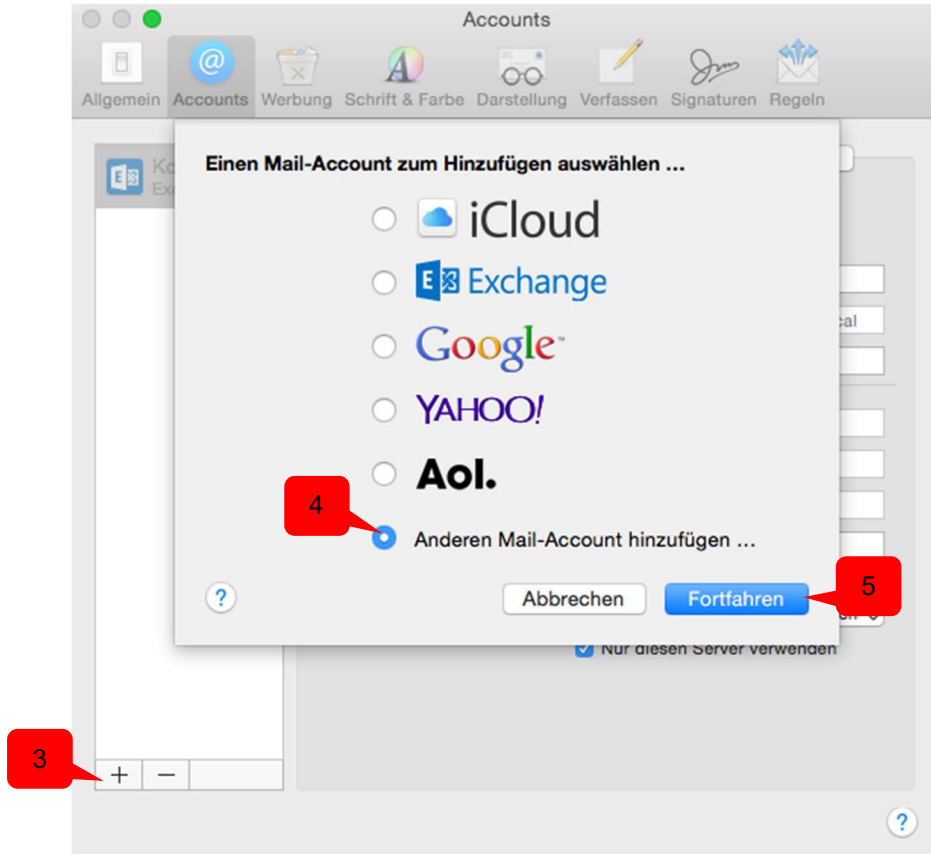 Accounts
Allgemein Accounts Werbung Schrift & Farbe Darstellung Verfassen Signaturen Regeln
Einen Mail-Account zum Hinzufügen auswählen ...
iCloud
E Exchange
Google™
YAHOO!
Aol.
4
Anderen Mail-Account hinzufügen ...
? Abbrechen Fortfahren 5
Nur diesen Server verwenden
3
+ −
?